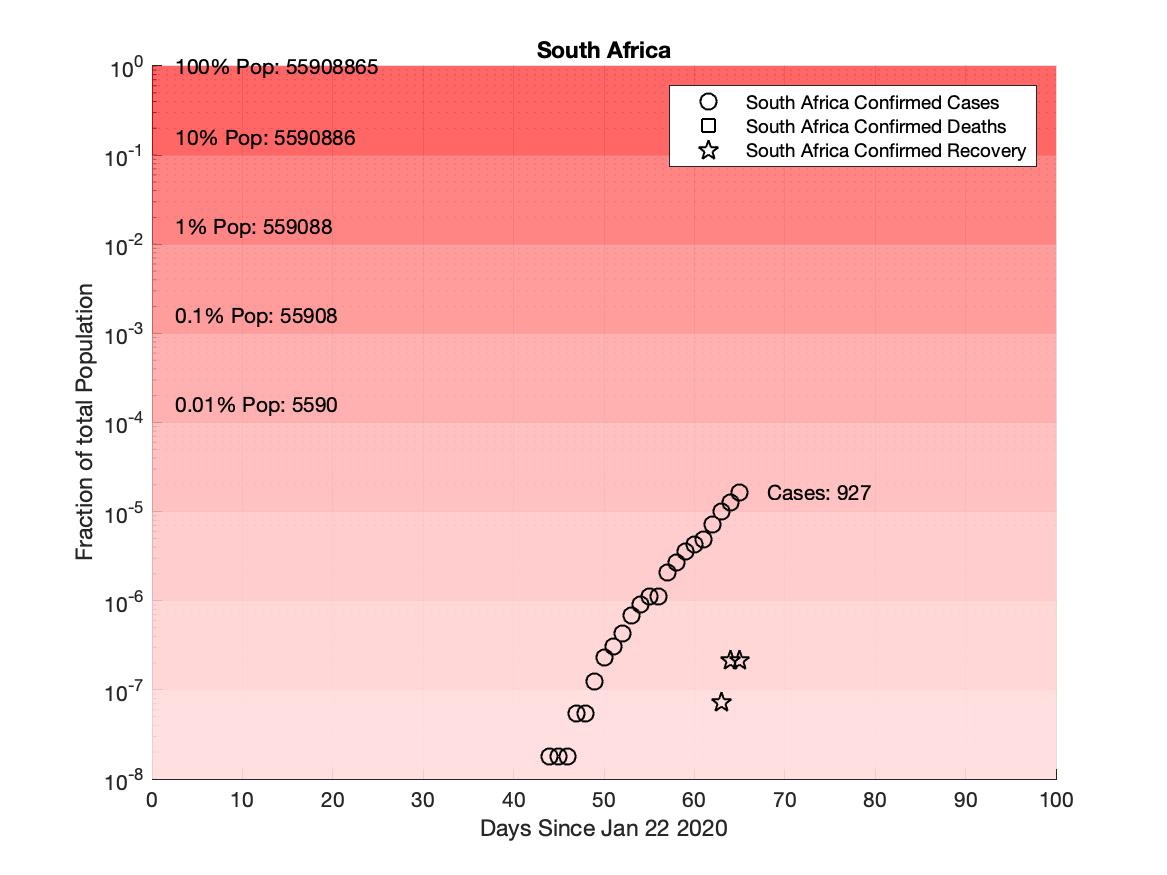 South Africa
10^0
100% Pop: 55908865
South Africa Confirmed Cases
South Africa Confirmed Deaths
10% Pop: 5590886
South Africa Confirmed Recovery
10^-1
1% Pop: 559088
10^-2
0.1% Pop: 55908
10^-3
0.01% Pop: 5590
10^-4
Cases: 927
10^-5
10^-6
10^-7
10^-8
Fraction of total Population
0 10 20 30 40 50 60 70 80 90 100
Days Since Jan 22 2020